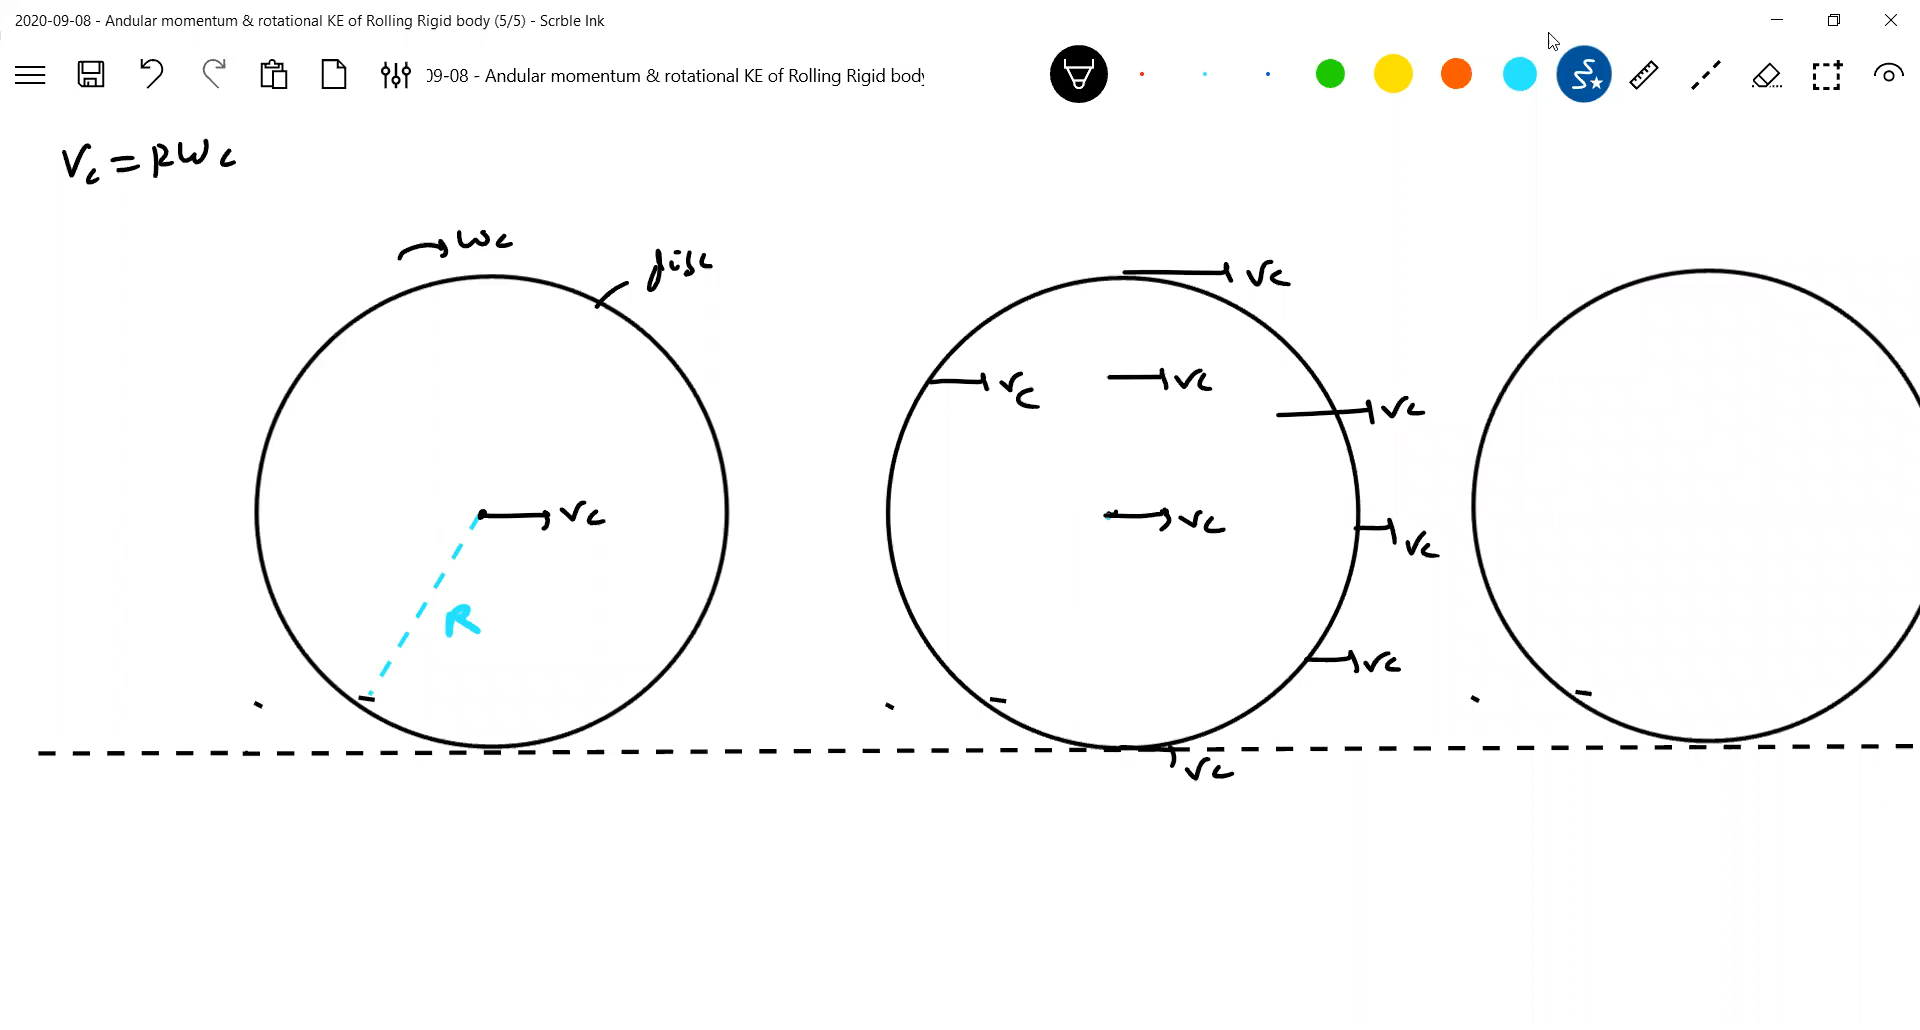 2020-09-08 - Andular momentum & rotational KE of Rolling Rigid body (5/5) - Scrble Ink
09-08 - Andular momentum & rotational KE of Rolling Rigid body
Vc = RWc
Wc
disc
Vc
Vc
Vc
Vc
Vc
Vc
Vc
Vc
R
Vc
Vc